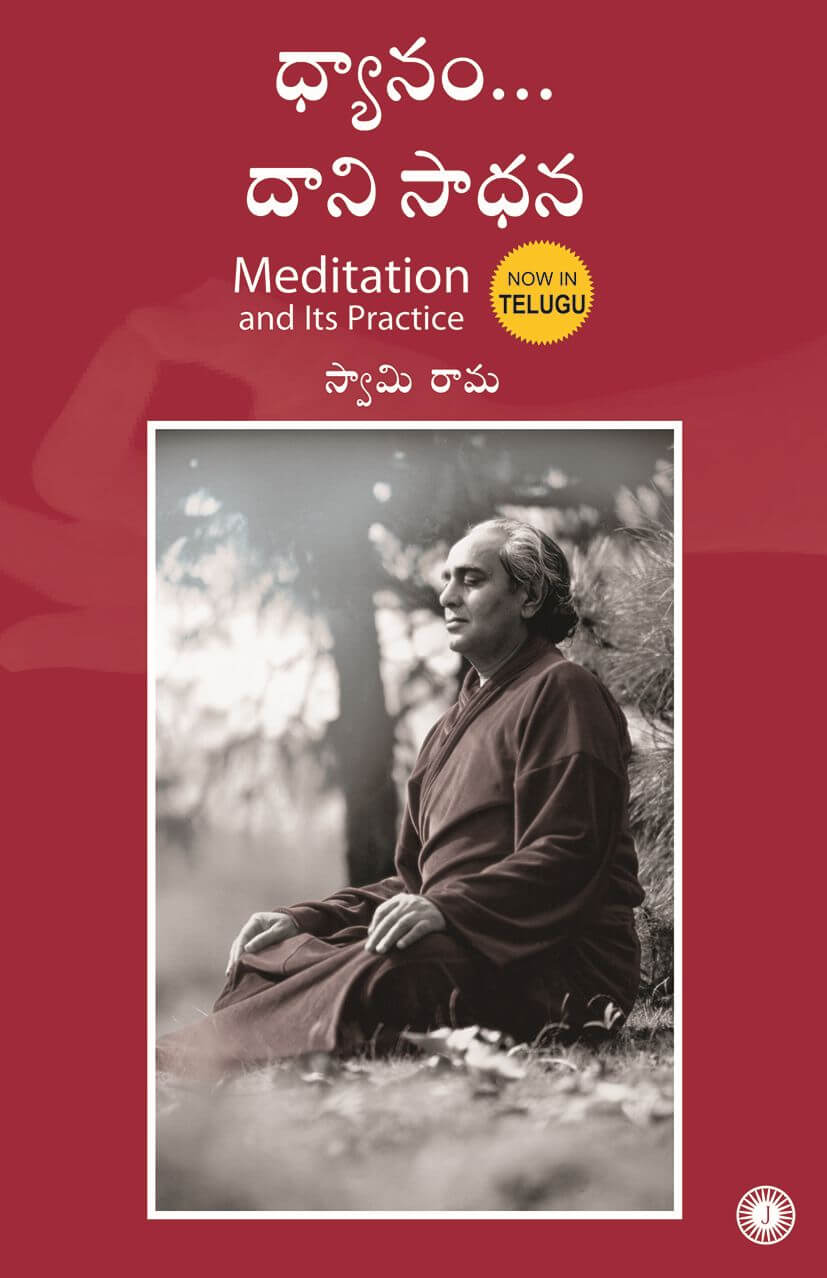 ధ్యానం...
దాని సాధన
Meditation
and Its Practice
NOW IN
TELUGU
స్వామి రామ
J